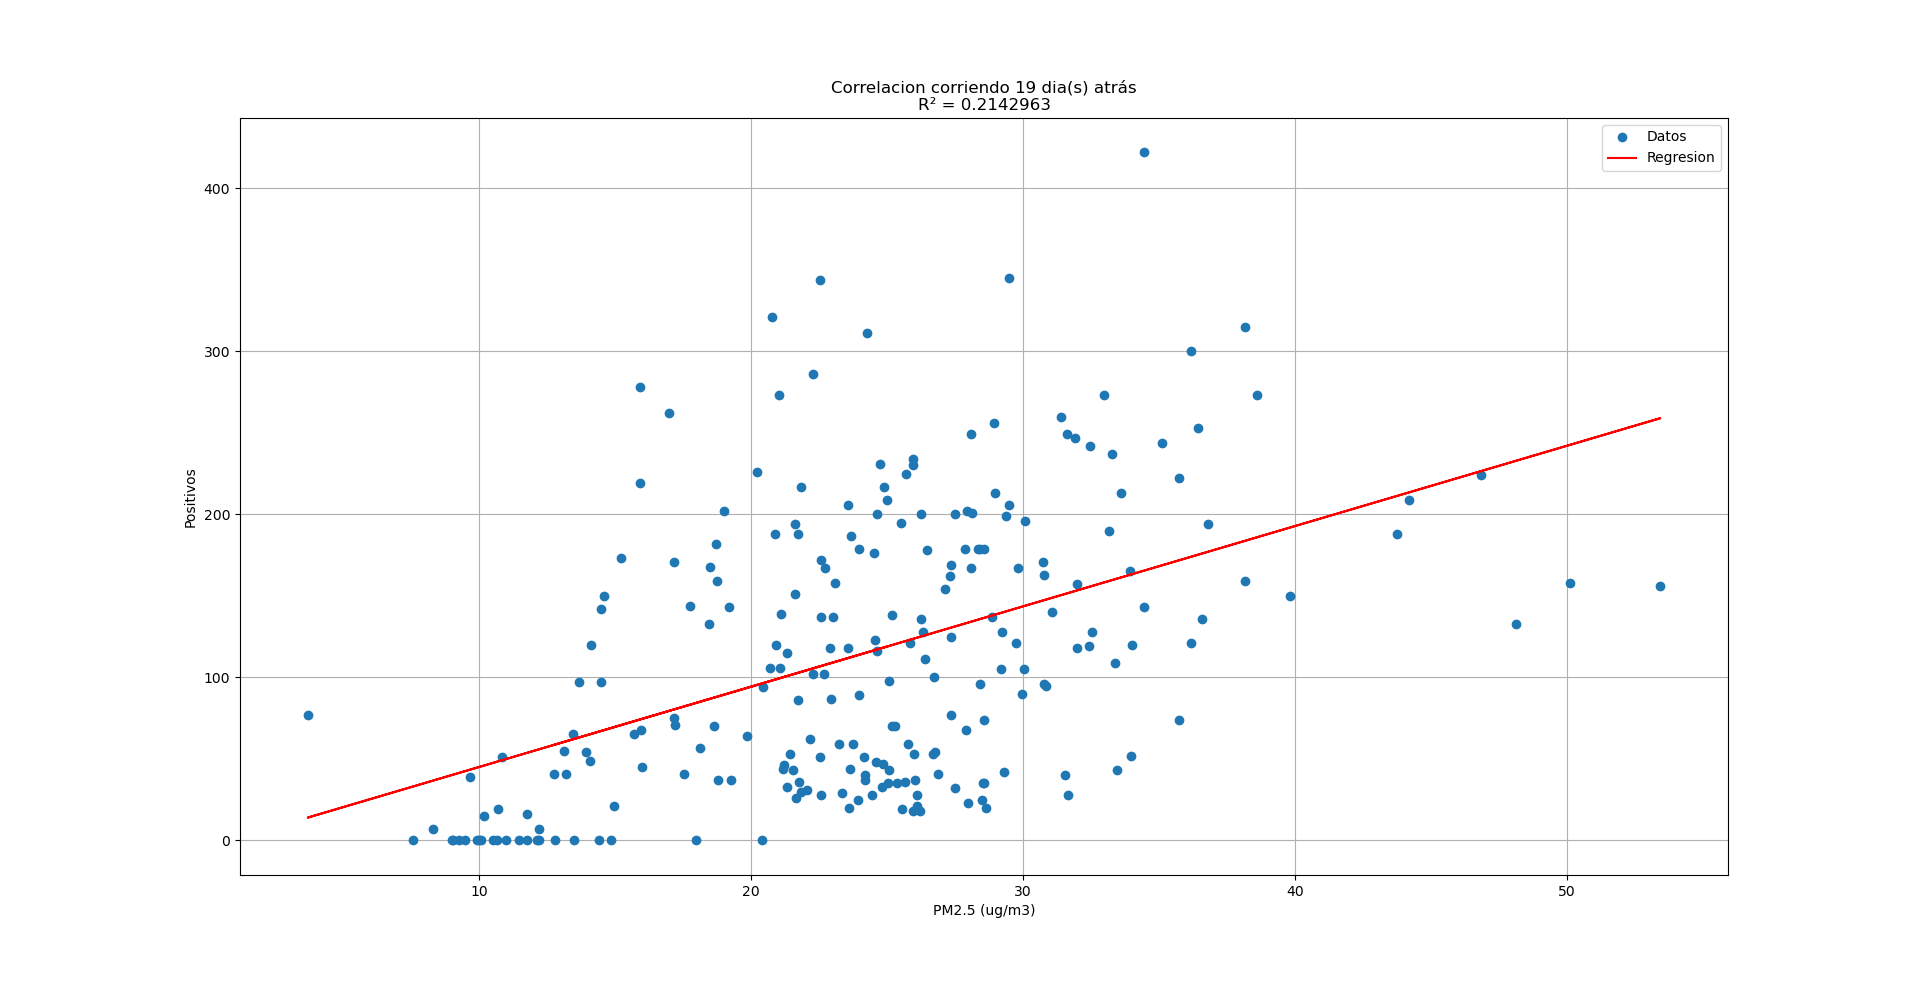 Correlacion corriendo 19 dia(s) atrás
R² = 0.2142963
Datos
Regresion
400
300
200
100
0
Positivos
10
20
30
40
50
PM2.5 (ug/m3)